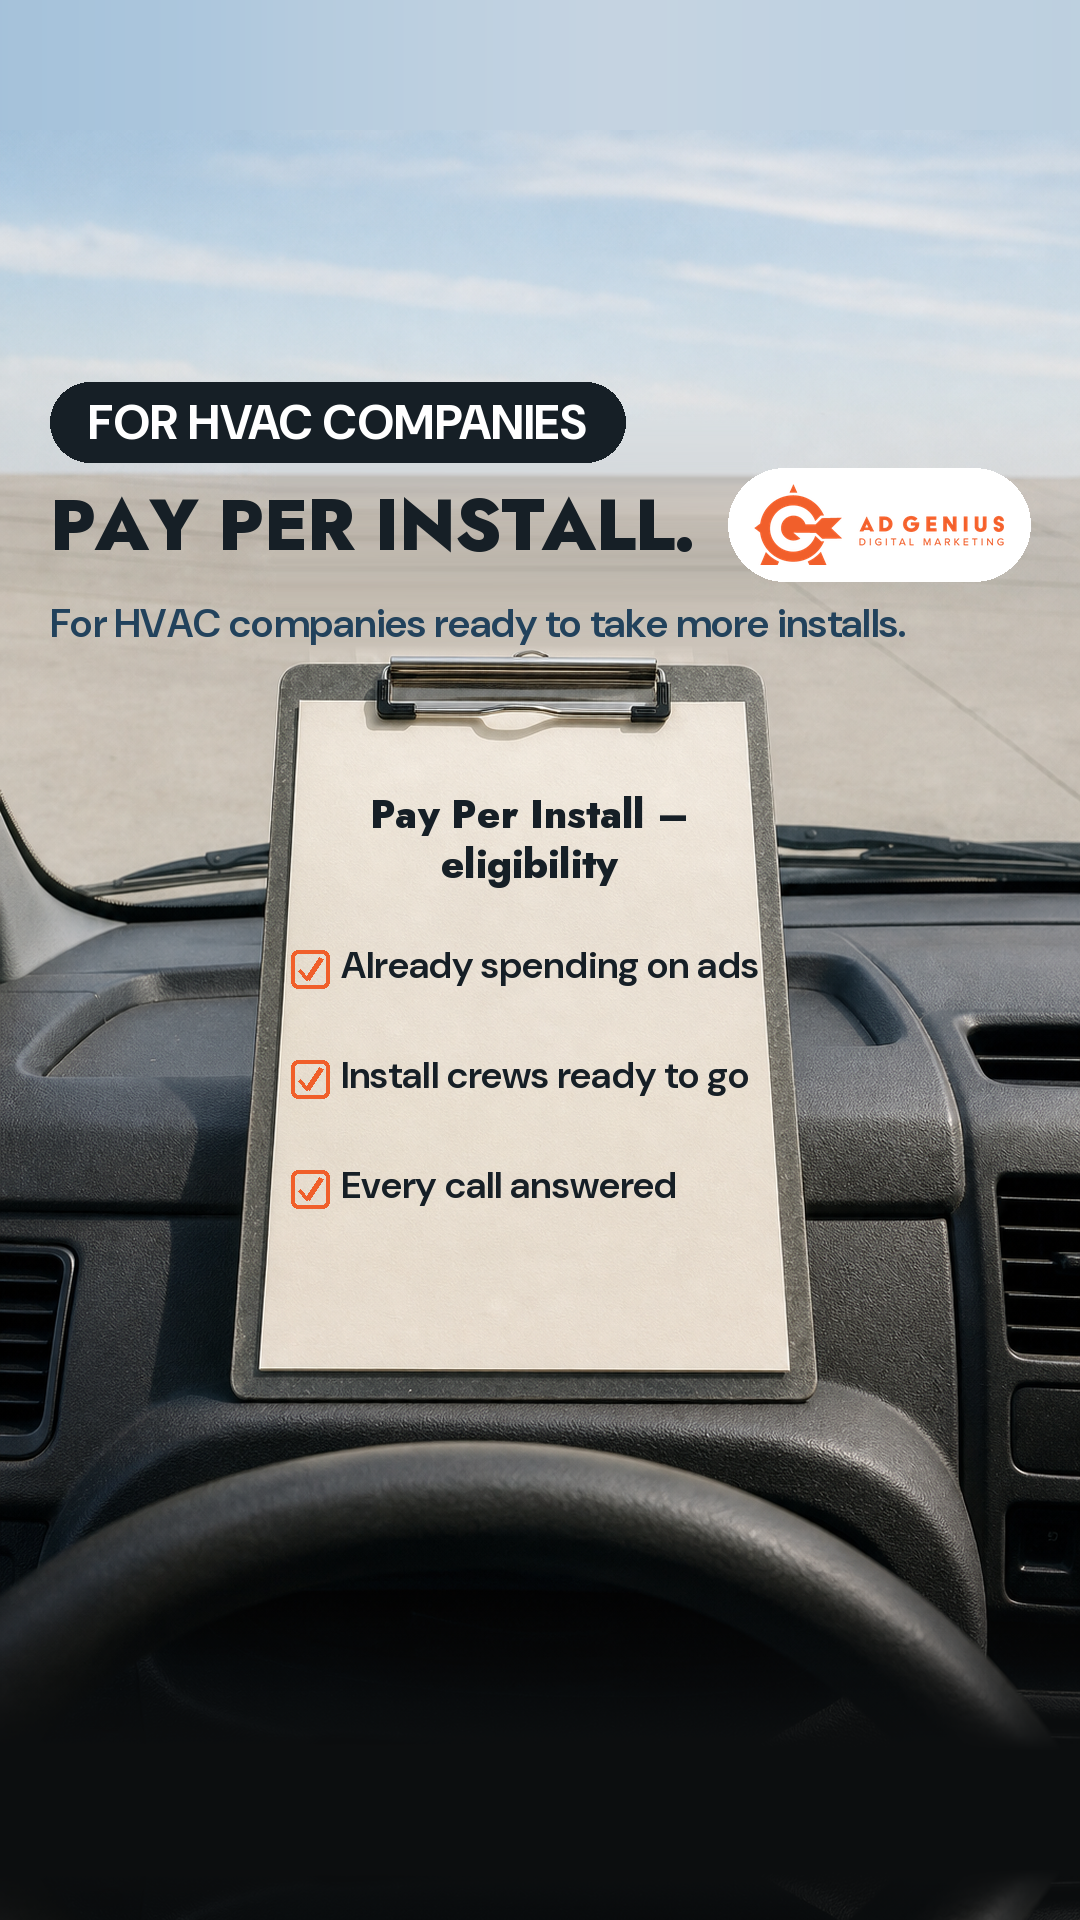 FOR HVAC COMPANIES
PAY PER INSTALL.
AD GENIUS
DIGITAL MARKETING
For HVAC companies ready to take more installs.
Pay Per Install –
eligibility
Already spending on ads
Install crews ready to go
Every call answered